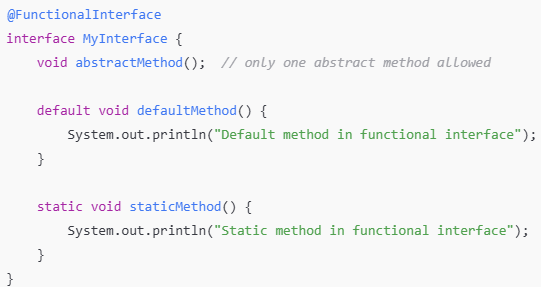 @FunctionalInterface
interface MyInterface {
    void abstractMethod();  // only one abstract method allowed

    default void defaultMethod() {
        System.out.println("Default method in functional interface");
    }

    static void staticMethod() {
        System.out.println("Static method in functional interface");
    }
}